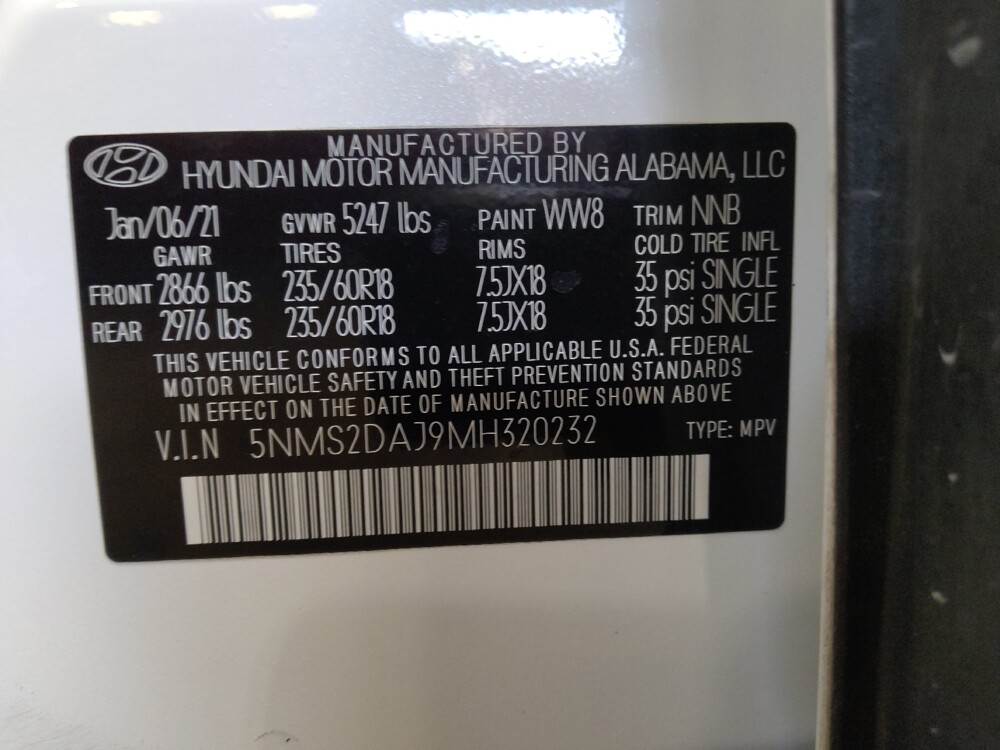 MANUFACTURED BY
HYUNDAI MOTOR MANUFACTURING ALABAMA, LLC
Jan/06/21 GVWR 5247 lbs PAINT WW8 TRIM NNB
GAWR TIRES RIMS COLD TIRE INFL
FRONT 2866 lbs 235/60R18 7.5JX18 35 psi SINGLE
REAR 2976 lbs 235/60R18 7.5JX18 35 psi SINGLE
THIS VEHICLE CONFORMS TO ALL APPLICABLE U.S.A. FEDERAL
MOTOR VEHICLE SAFETY AND THEFT PREVENTION STANDARDS
IN EFFECT ON THE DATE OF MANUFACTURE SHOWN ABOVE
V.I.N 5NMS2DAJ9MH320232 TYPE: MPV